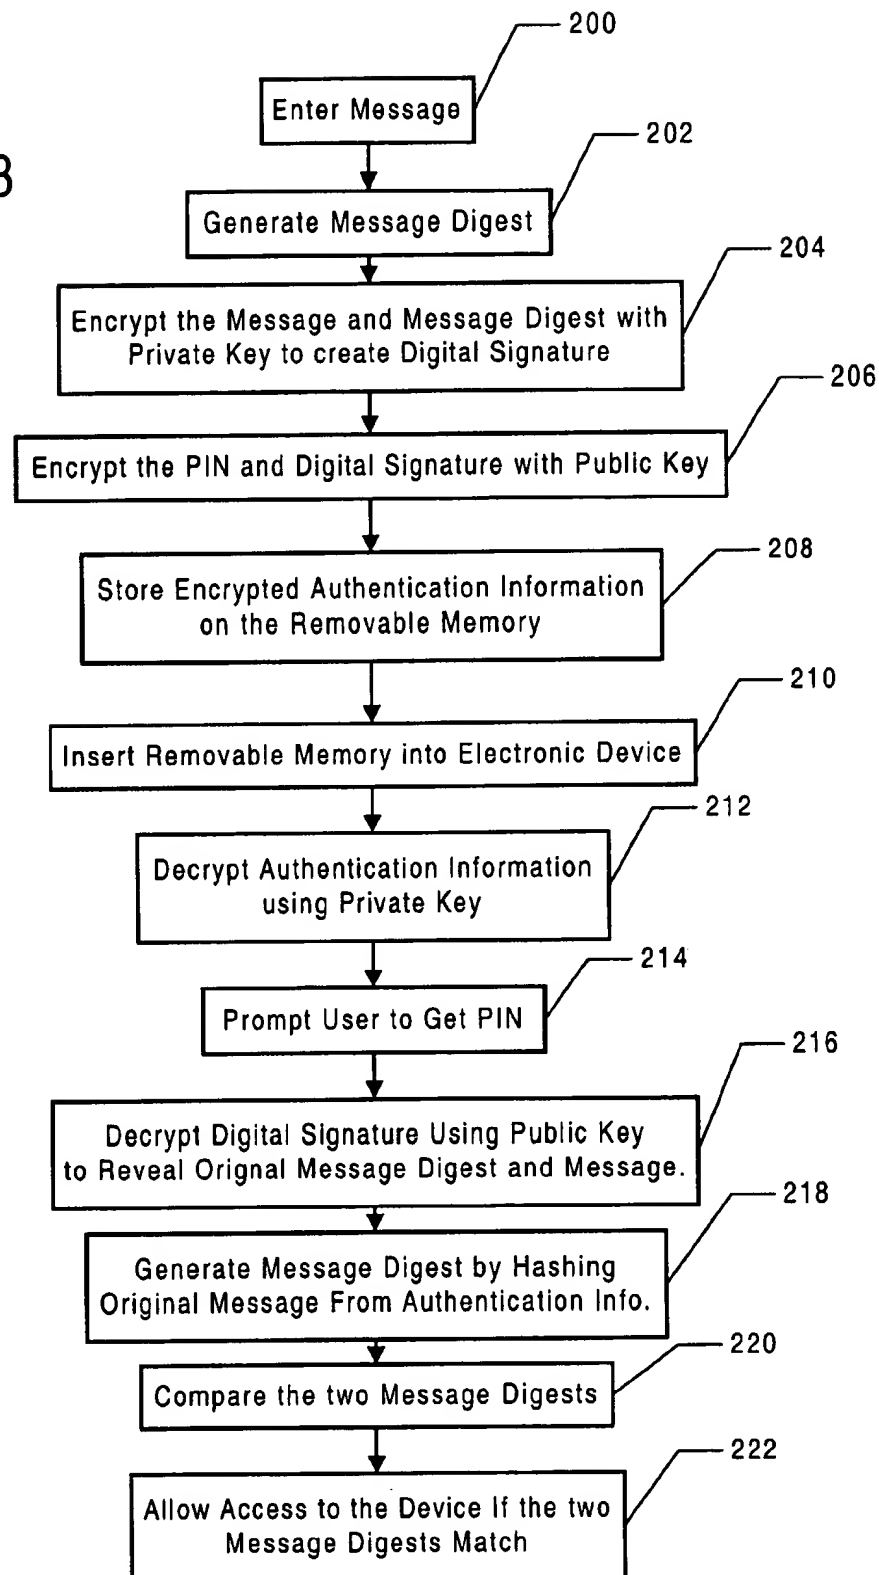 200
Enter Message
202
Generate Message Digest
204
Encrypt the Message and Message Digest with
Private Key to create Digital Signature
206
Encrypt the PIN and Digital Signature with Public Key
208
Store Encrypted Authentication Information
on the Removable Memory
210
Insert Removable Memory into Electronic Device
212
Decrypt Authentication Information
using Private Key
214
Prompt User to Get PIN
216
Decrypt Digital Signature Using Public Key
to Reveal Orignal Message Digest and Message.
218
Generate Message Digest by Hashing
Original Message From Authentication Info.
220
Compare the two Message Digests
222
Allow Access to the Device If the two
Message Digests Match